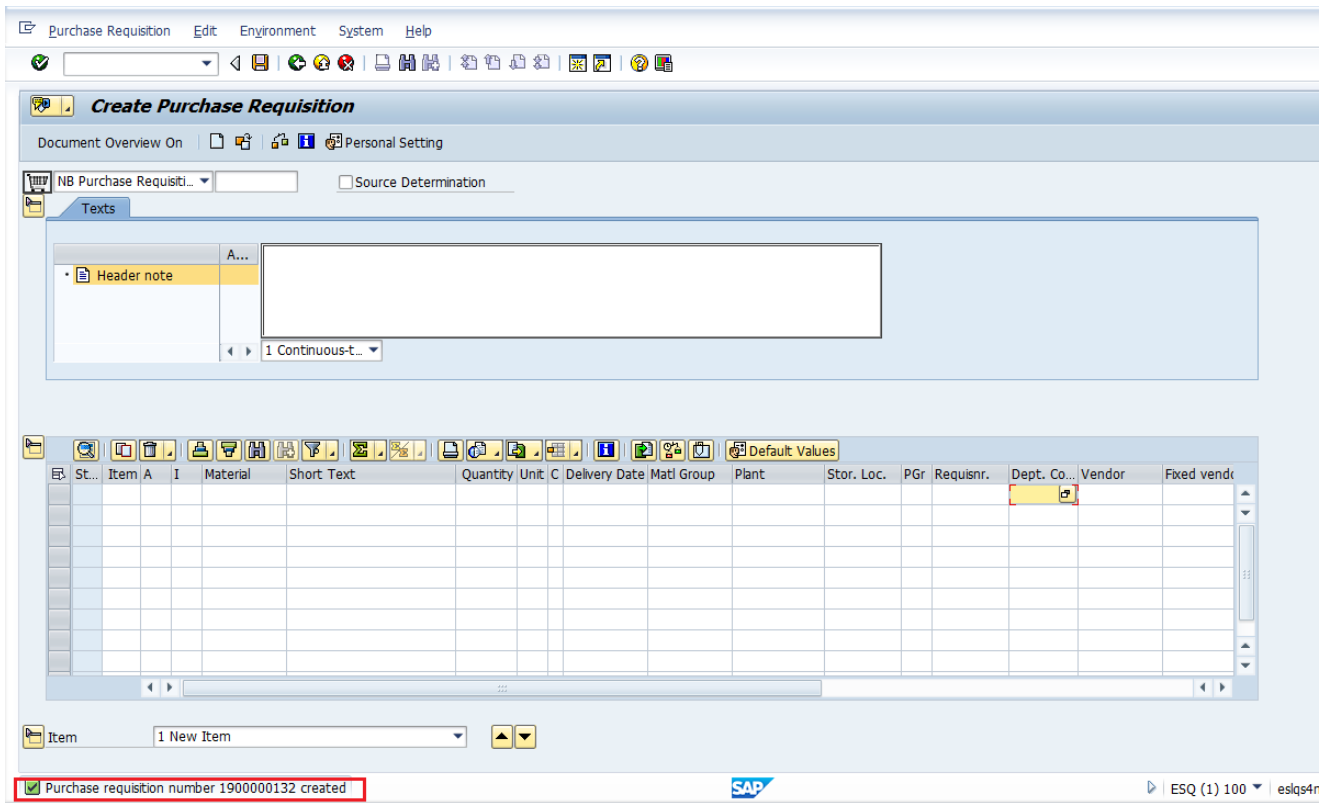 Purchase Requisition Edit Environment System Help
Create Purchase Requisition
Document Overview On Personal Setting
NB Purchase Requisiti... Source Determination
Texts
A...
Header note
1 Continuous-t...
Default Values
St... Item A I Material Short Text Quantity Unit C Delivery Date Matl Group Plant Stor. Loc. PGr Requisnr. Dept. Co... Vendor Fixed vend
Item 1 New Item
Purchase requisition number 1900000132 created SAP ESQ (1) 100